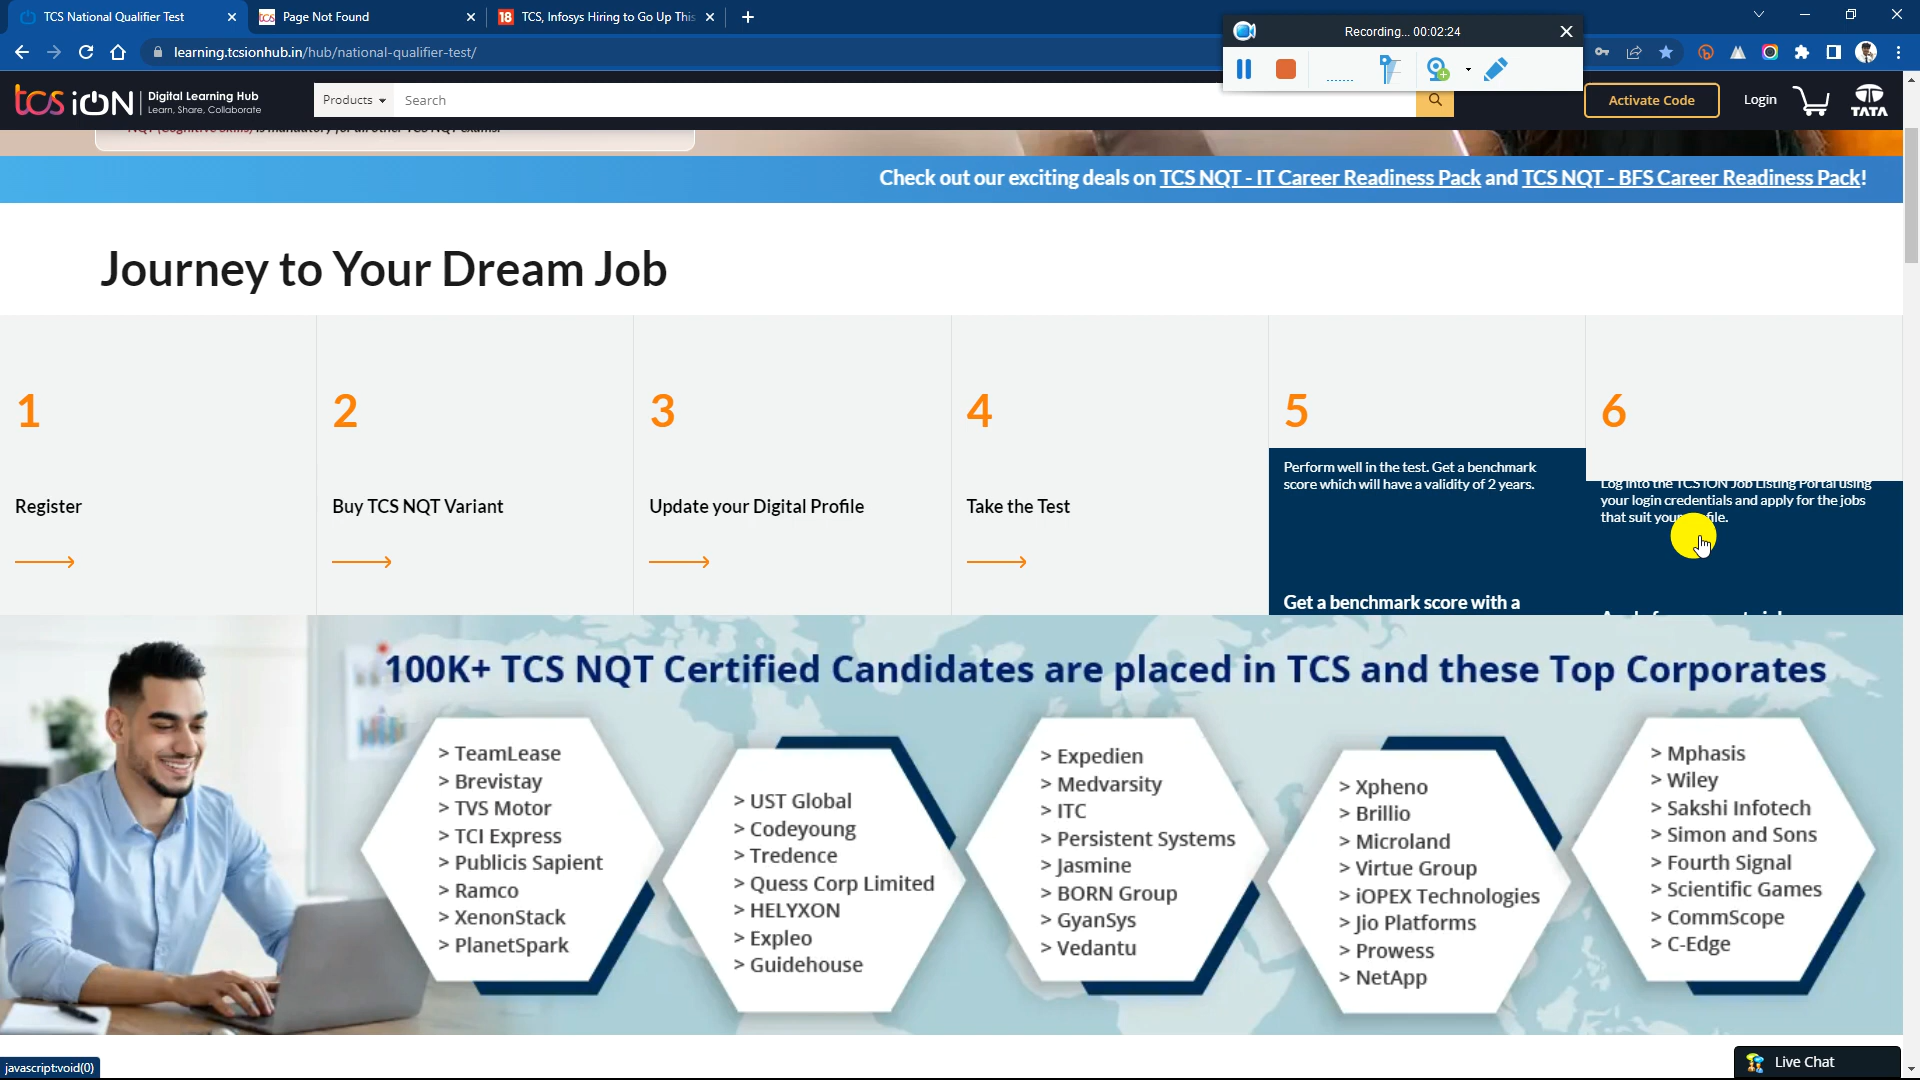 TCS National Qualifier Test
Page Not Found
TCS, Infosys Hiring to Go Up This
Recording... 00:02:24
learning.tcsionhub.in/hub/national-qualifier-test/
tcs iON
Digital Learning Hub
Learn. Share. Collaborate
Products
Search
Activate Code
Login
TATA
NQT (Cognitive Skills) is mandatory for all other TCS NQT exams.
Check out our exciting deals on TCS NQT - IT Career Readiness Pack and TCS NQT - BFS Career Readiness Pack!
Journey to Your Dream Job
1
Register
2
Buy TCS NQT Variant
3
Update your Digital Profile
4
Take the Test
5
Perform well in the test. Get a benchmark
score which will have a validity of 2 years.
Get a benchmark score with a
6
Log into the TCS iON Job Listing Portal using
your login credentials and apply for the jobs
that suit your profile.
100K+ TCS NQT Certified Candidates are placed in TCS and these Top Corporates
> TeamLease
> Brevistay
> TVS Motor
> TCI Express
> Publicis Sapient
> Ramco
> XenonStack
> PlanetSpark
> UST Global
> Codeyoung
> Tredence
> Quess Corp Limited
> HELYXON
> Expleo
> Guidehouse
> Expedien
> Medvarsity
> ITC
> Persistent Systems
> Jasmine
> BORN Group
> GyanSys
> Vedantu
> Xpheno
> Brillio
> Microland
> Virtue Group
> iOPEX Technologies
> Jio Platforms
> Prowess
> NetApp
> Mphasis
> Wiley
> Sakshi Infotech
> Simon and Sons
> Fourth Signal
> Scientific Games
> CommScope
> C-Edge
javascript:void(0)
Live Chat